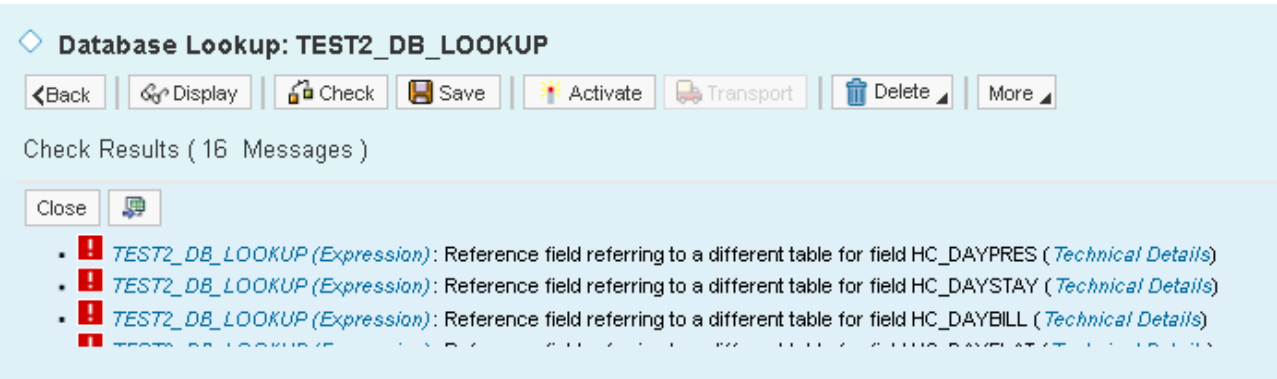 Database Lookup: TEST2_DB_LOOKUP
Back Display Check Save Activate Transport Delete More
Check Results ( 16 Messages )
Close
TEST2_DB_LOOKUP (Expression): Reference field referring to a different table for field HC_DAYPRES ( Technical Details)
TEST2_DB_LOOKUP (Expression): Reference field referring to a different table for field HC_DAYSTAY ( Technical Details)
TEST2_DB_LOOKUP (Expression): Reference field referring to a different table for field HC_DAYBILL ( Technical Details)